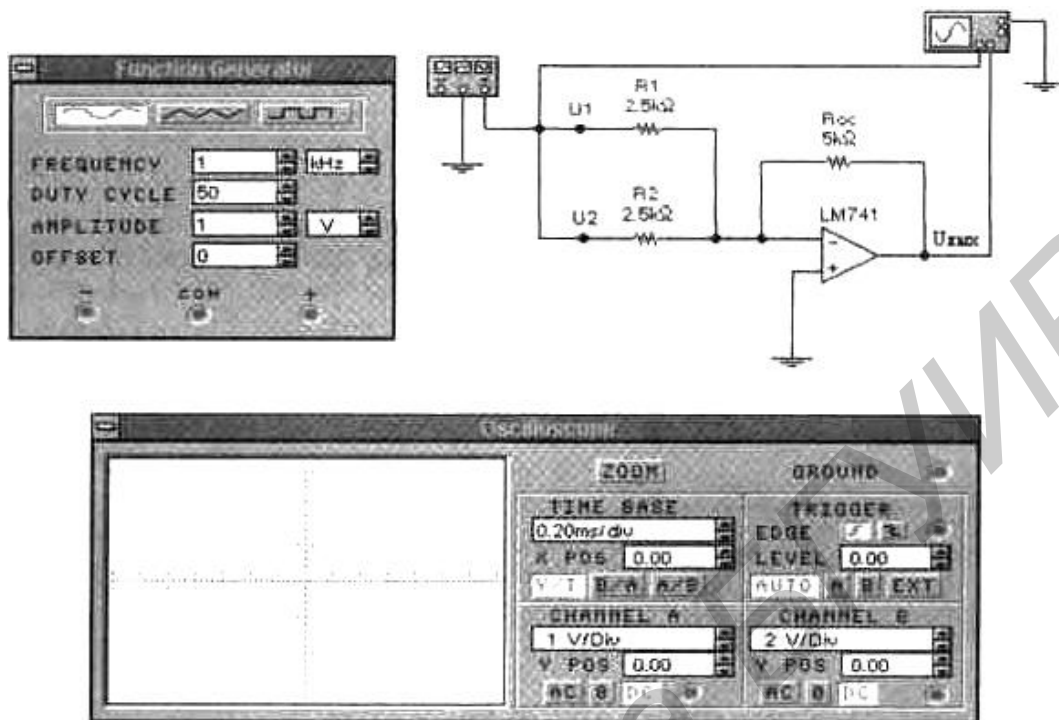 Function Generator
FREQUENCY 1 kHz
DUTY CYCLE 50
AMPLITUDE 1 V
OFFSET 0
- COM +
U1
R1
2.5kΩ
U2
R2
2.5kΩ
Roc
5kΩ
LM741
Uвых
Oscilloscope
ZOOM GROUND
TIME BASE
0.20ms/div
X POS 0.00
Y/T B/A A/B
TRIGGER
EDGE
LEVEL 0.00
AUTO A B EXT
CHANNEL A
1 V/Div
Y POS 0.00
AC 0 DC
CHANNEL B
2 V/Div
Y POS 0.00
AC 0 DC